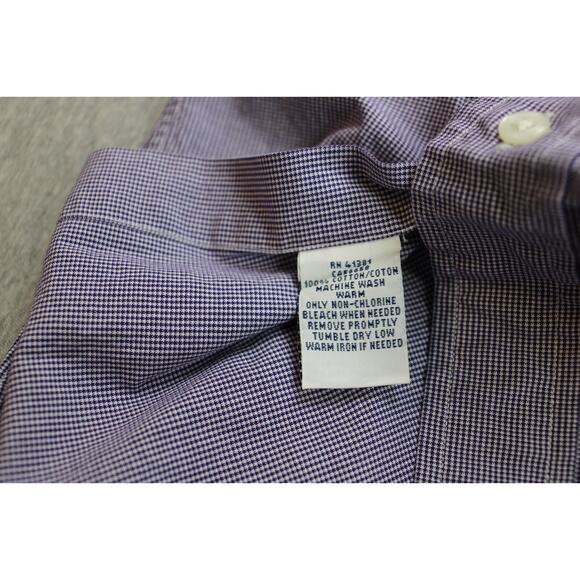 RN 41381
100% COTTON/COTON
MACHINE WASH
WARM
ONLY NON-CHLORINE
BLEACH WHEN NEEDED
REMOVE PROMPTLY
TUMBLE DRY LOW
WARM IRON IF NEEDED